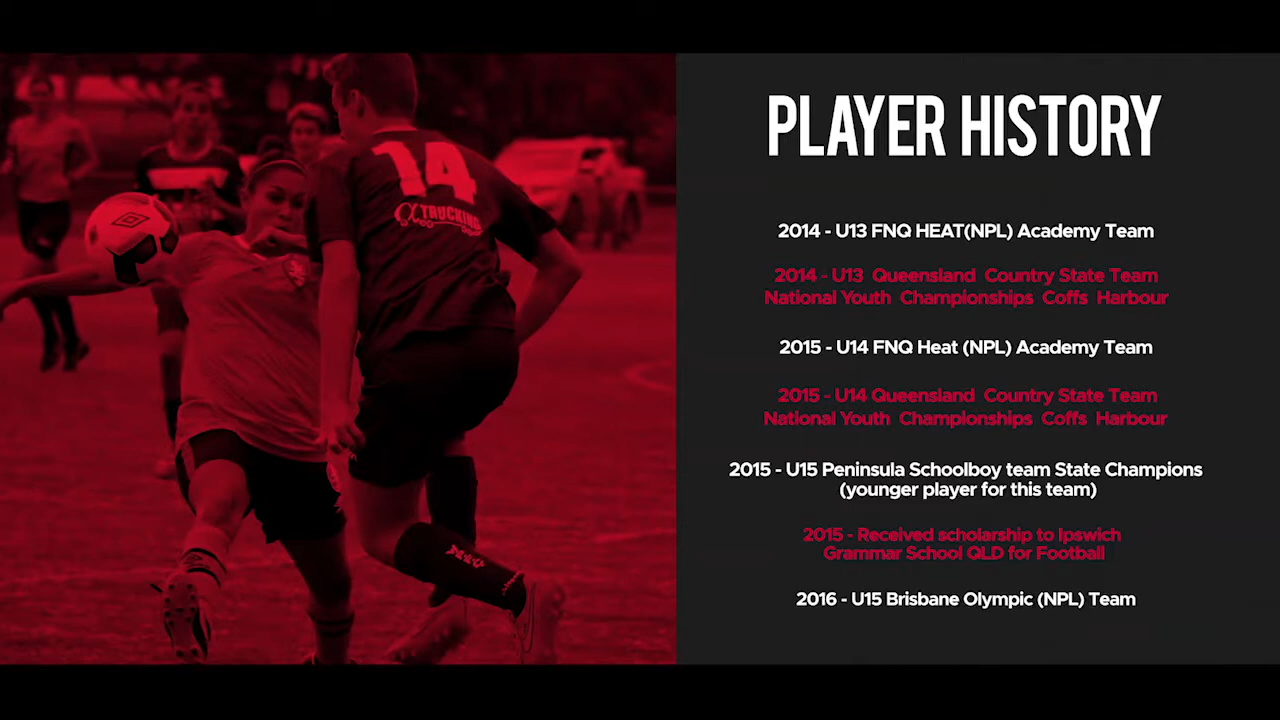 PLAYER HISTORY
2014 - U13 FNQ HEAT(NPL) Academy Team
2014 - U13 Queensland Country State Team
National Youth Championships Coffs Harbour
2015 - U14 FNQ Heat (NPL) Academy Team
2015 - U14 Queensland Country State Team
National Youth Championships Coffs Harbour
2015 - U15 Peninsula Schoolboy team State Champions
(younger player for this team)
2015 - Received scholarship to Ipswich
Grammar School QLD for Football
2016 - U15 Brisbane Olympic (NPL) Team
14
TRUCKING